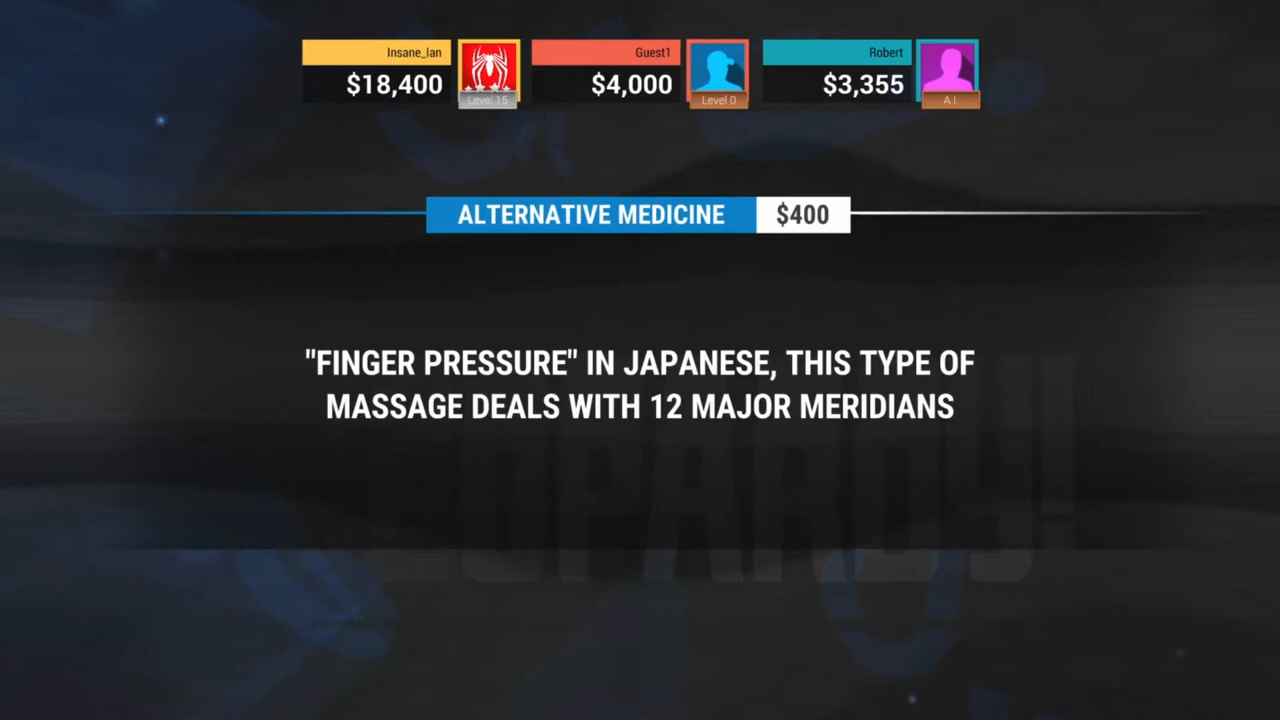 Insane_Ian
$18,400
Level 15
Guest1
$4,000
Level 0
Robert
$3,355
A.I.
ALTERNATIVE MEDICINE $400
"FINGER PRESSURE" IN JAPANESE, THIS TYPE OF
MASSAGE DEALS WITH 12 MAJOR MERIDIANS
JEOPARDY!